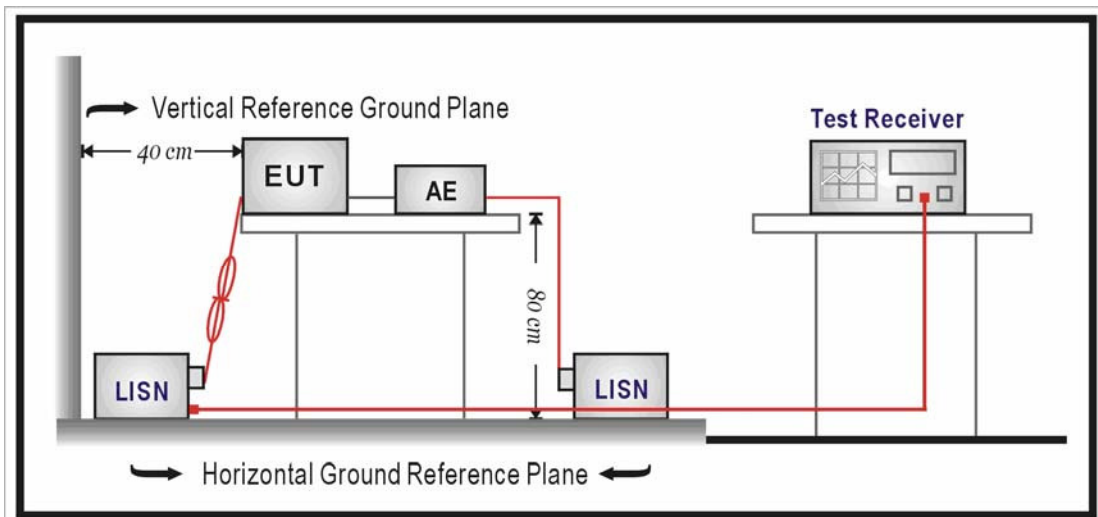 Vertical Reference Ground Plane
40 cm
EUT
AE
Test Receiver
80 cm
LISN
LISN
Horizontal Ground Reference Plane